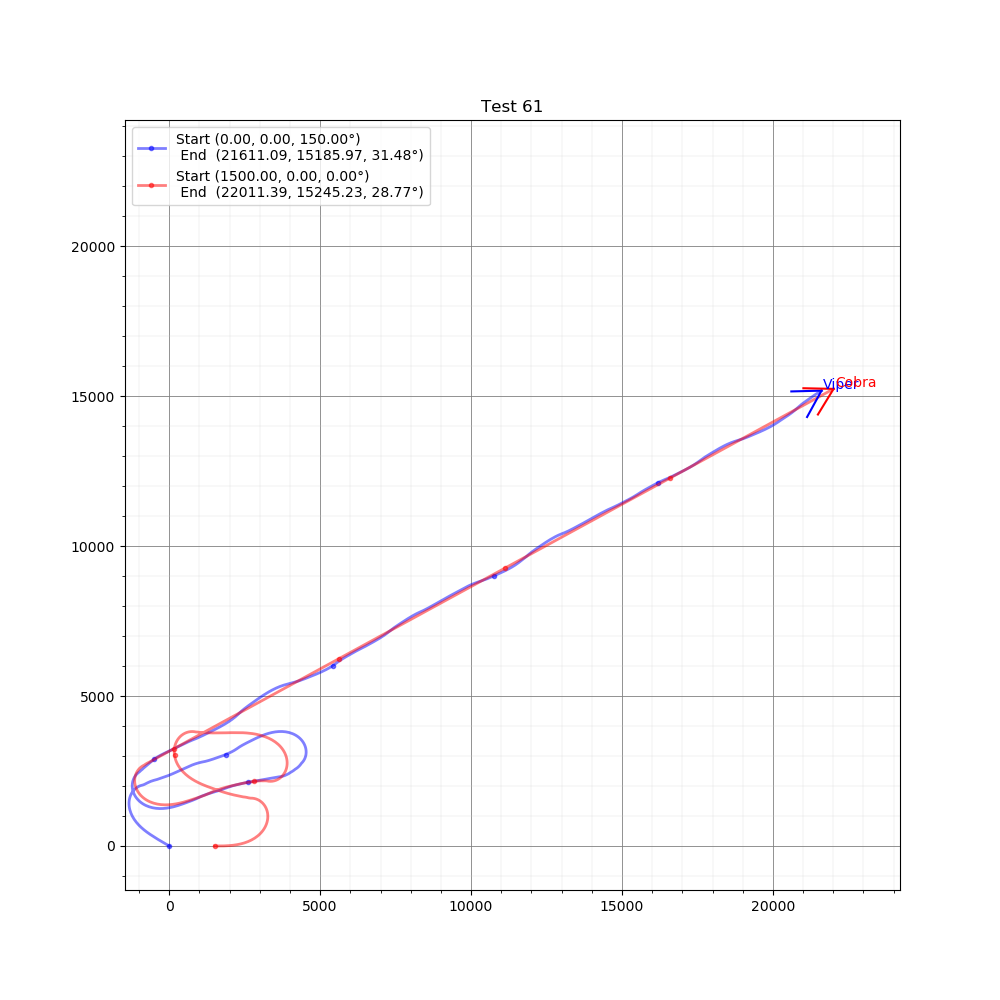 Test 61
Start (0.00, 0.00, 150.00°)
End  (21611.09, 15185.97, 31.48°)
Start (1500.00, 0.00, 0.00°)
End  (22011.39, 15245.23, 28.77°)
20000
15000
10000
5000
0
Viper
Cobra
0
5000
10000
15000
20000